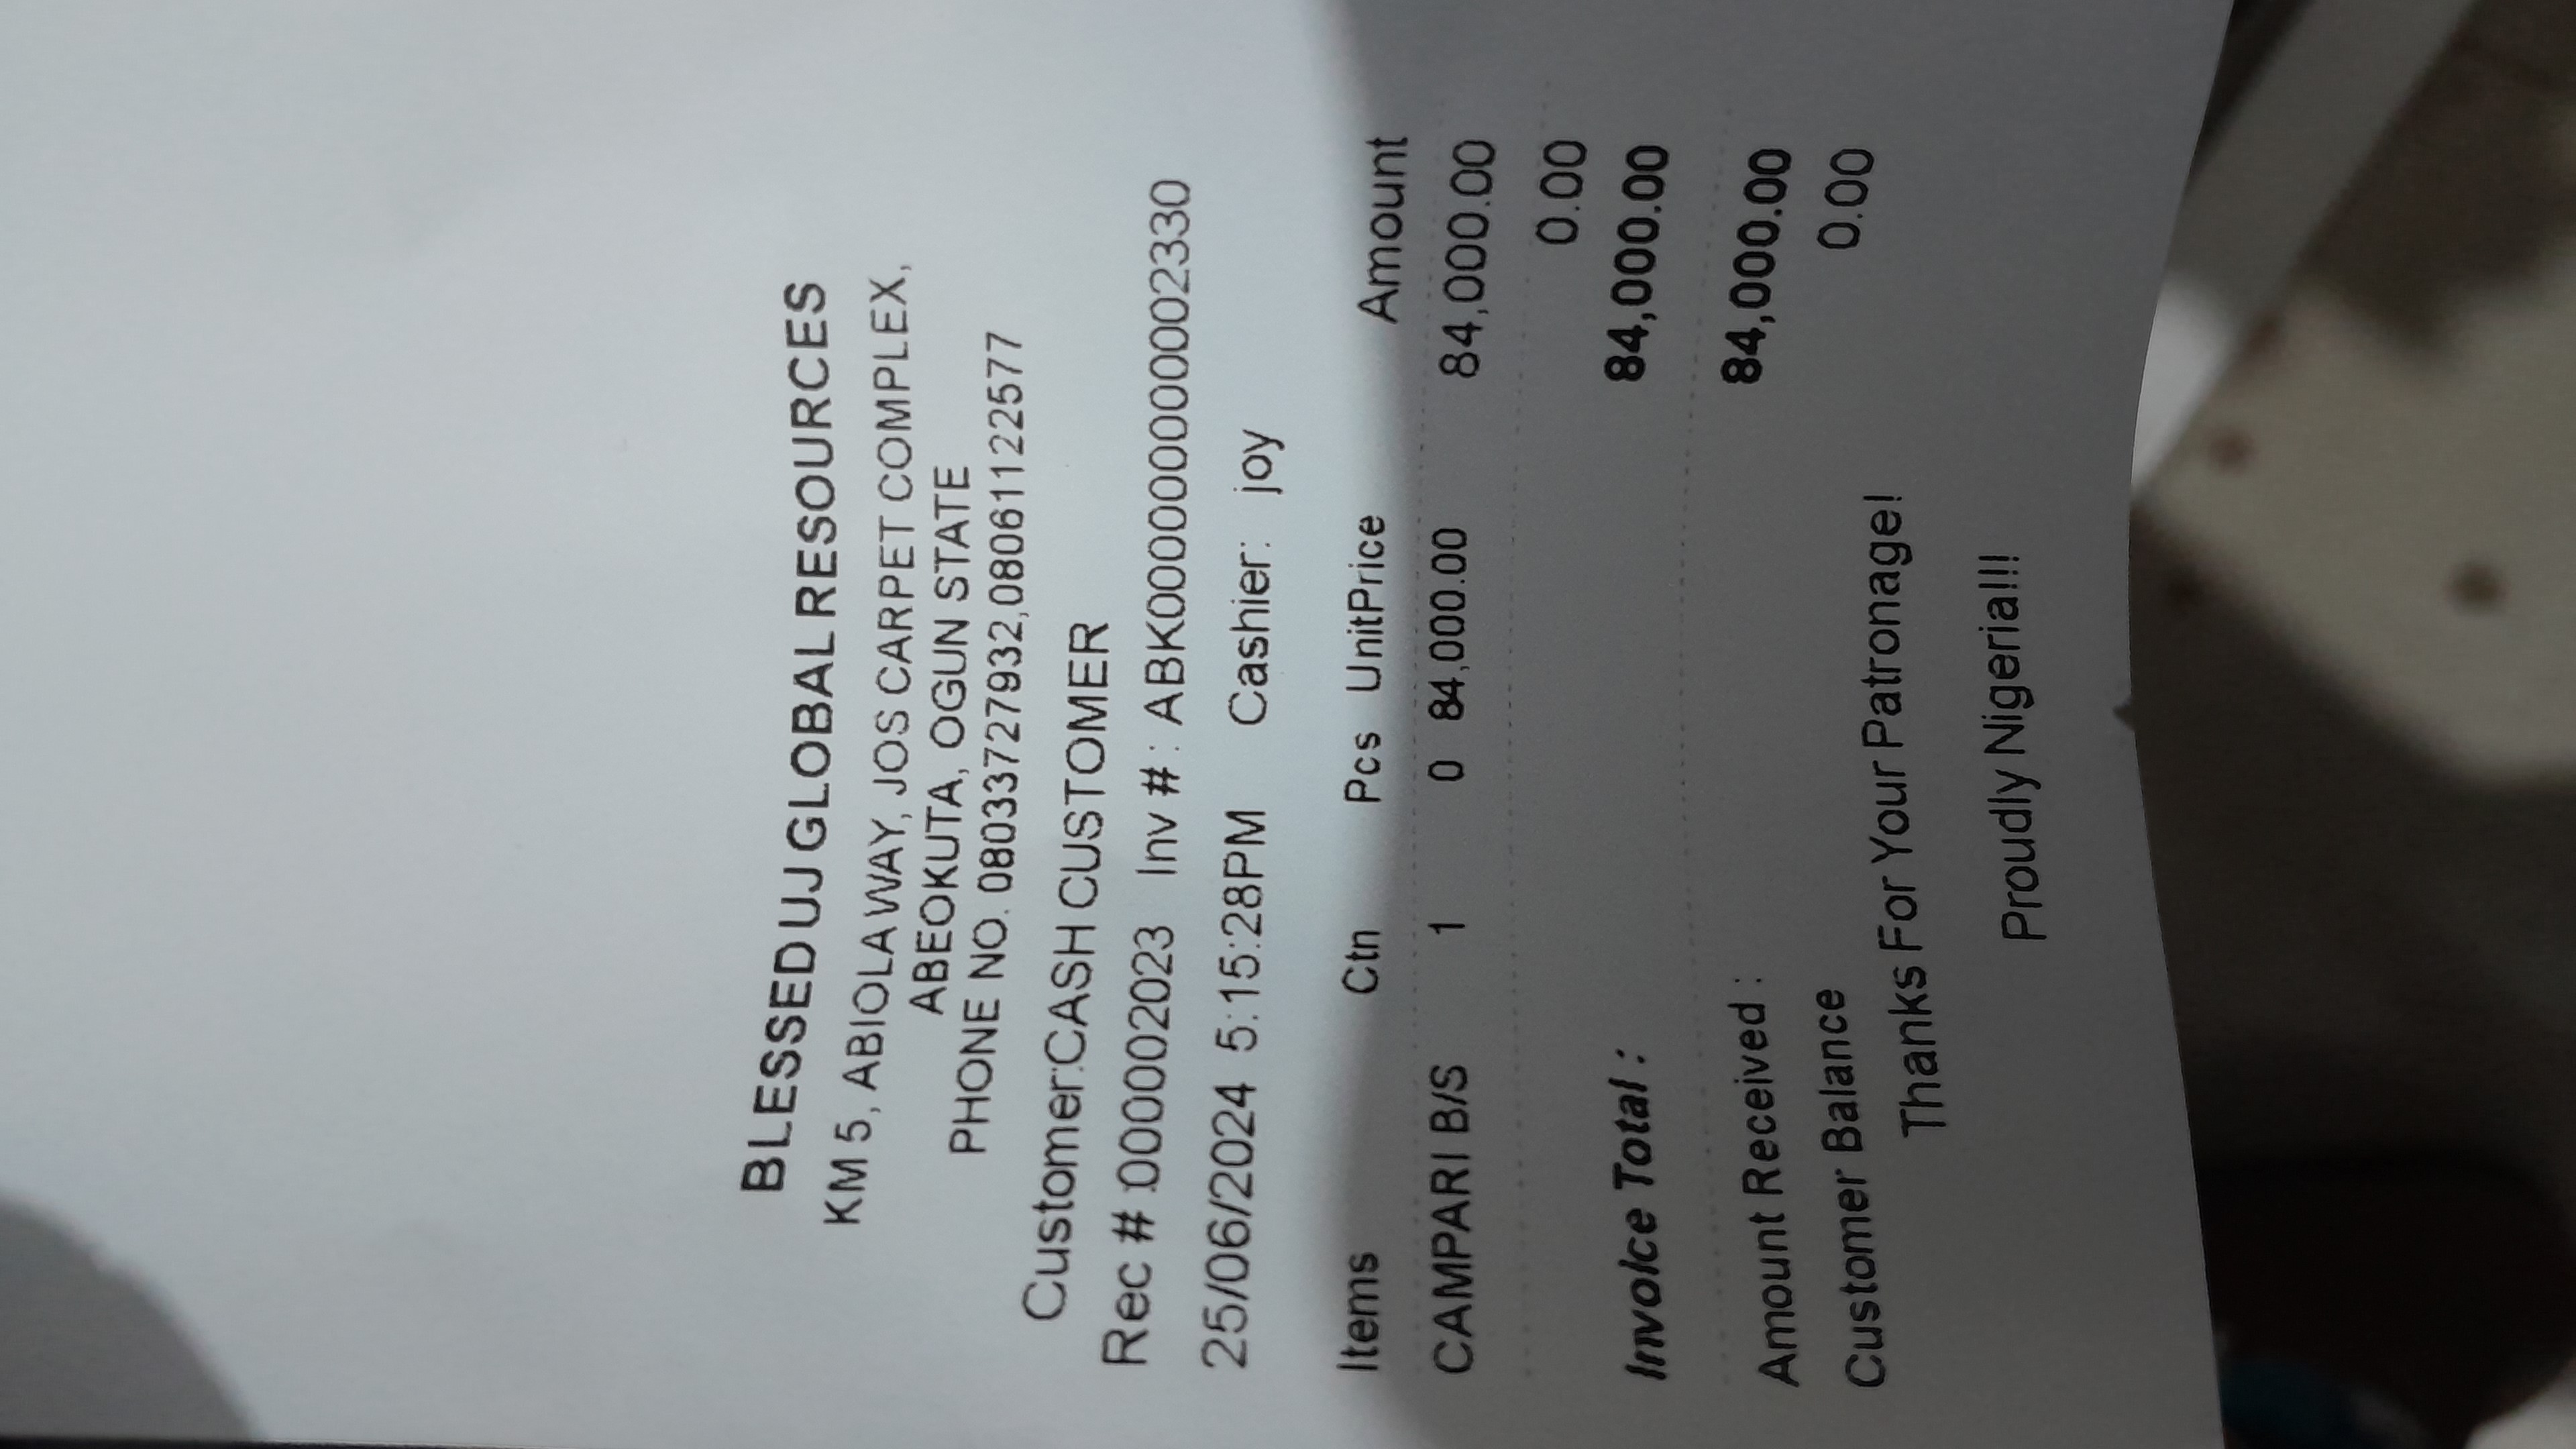 BLESSED UJ GLOBAL RESOURCES
KM 5, ABIOLA WAY, JOS CARPET COMPLEX,
ABEOKUTA, OGUN STATE
PHONE NO. 08033727932,08061122577
Customer:CASH CUSTOMER
Rec # :000002023 Inv # : ABK000000000002330
25/06/2024 5:15:28PM Cashier: joy
Items Ctn Pcs UnitPrice Amount
CAMPARI B/S 1 0 84,000.00 84,000.00
0.00
Invoice Total : 84,000.00
Amount Received : 84,000.00
Customer Balance 0.00
Thanks For Your Patronage!
Proudly Nigeria!!!